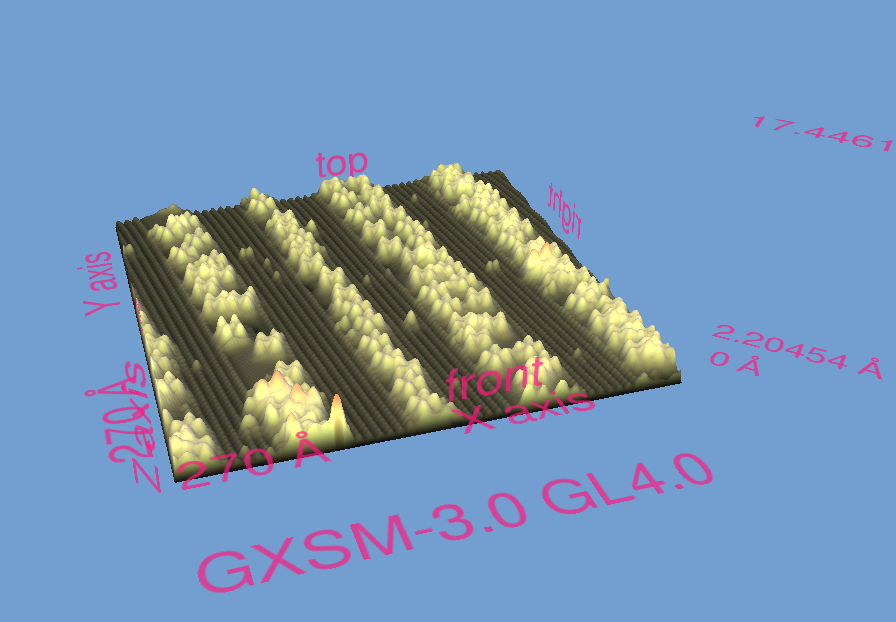 17.4461
top
right
Y axis
2.20454 Å
0 Å
front
X axis
270 Å
Z axis
270 Å
GXSM-3.0 GL4.0